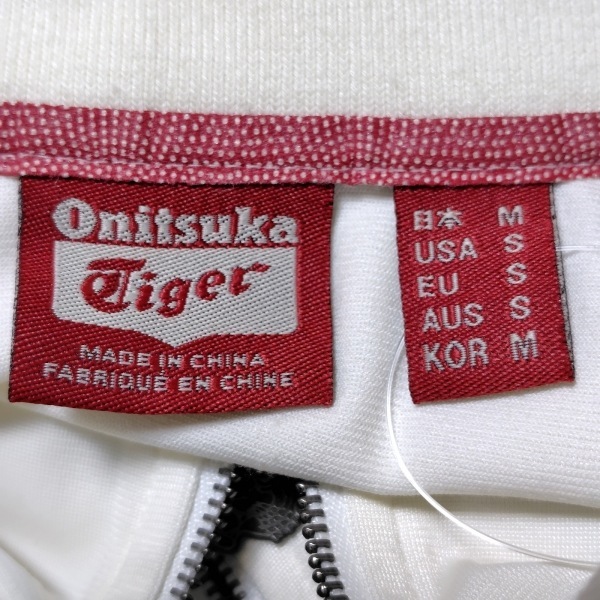 Onitsuka
Tiger
MADE IN CHINA
FABRIQUE EN CHINE
日本 M
USA S
EU S
AUS S
KOR M